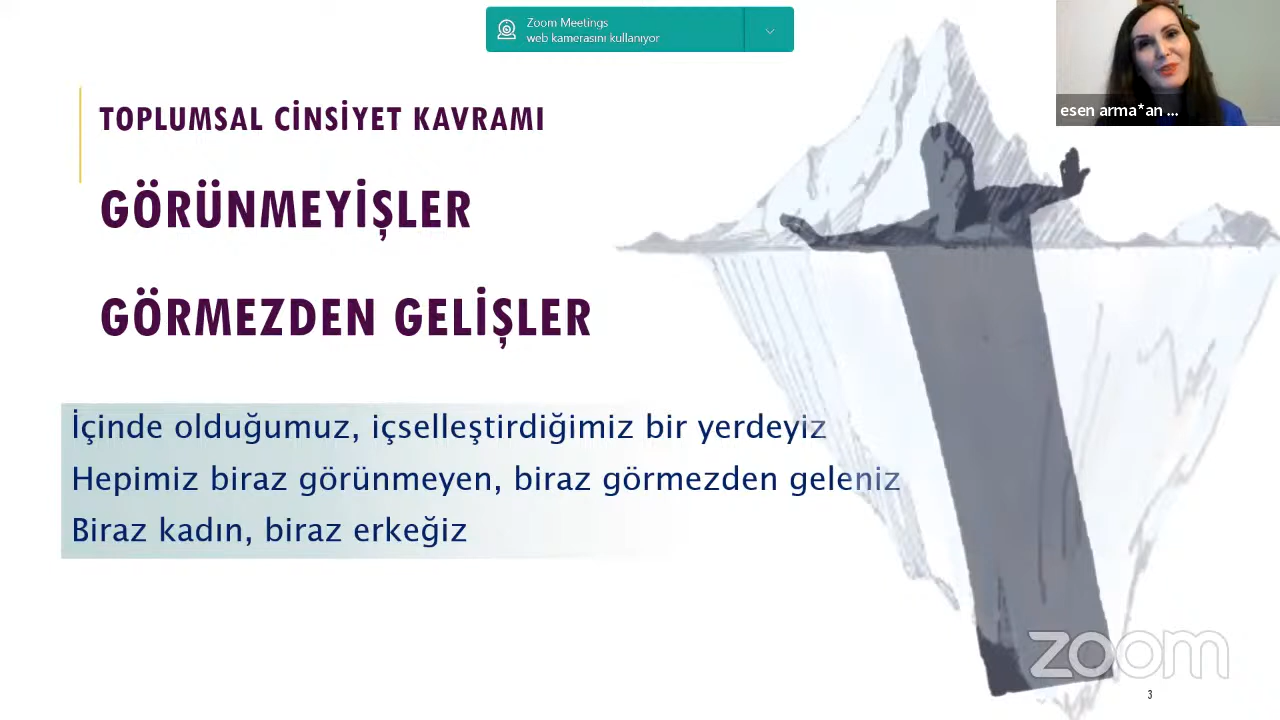 Zoom Meetings
web kamerasını kullanıyor
esen arma*an ...
TOPLUMSAL CİNSİYET KAVRAMI
GÖRÜNMEYİŞLER
GÖRMEZDEN GELİŞLER
İçinde olduğumuz, içselleştirdiğimiz bir yerdeyiz
Hepimiz biraz görünmeyen, biraz görmezden geleniz
Biraz kadın, biraz erkeğiz
zoom
3